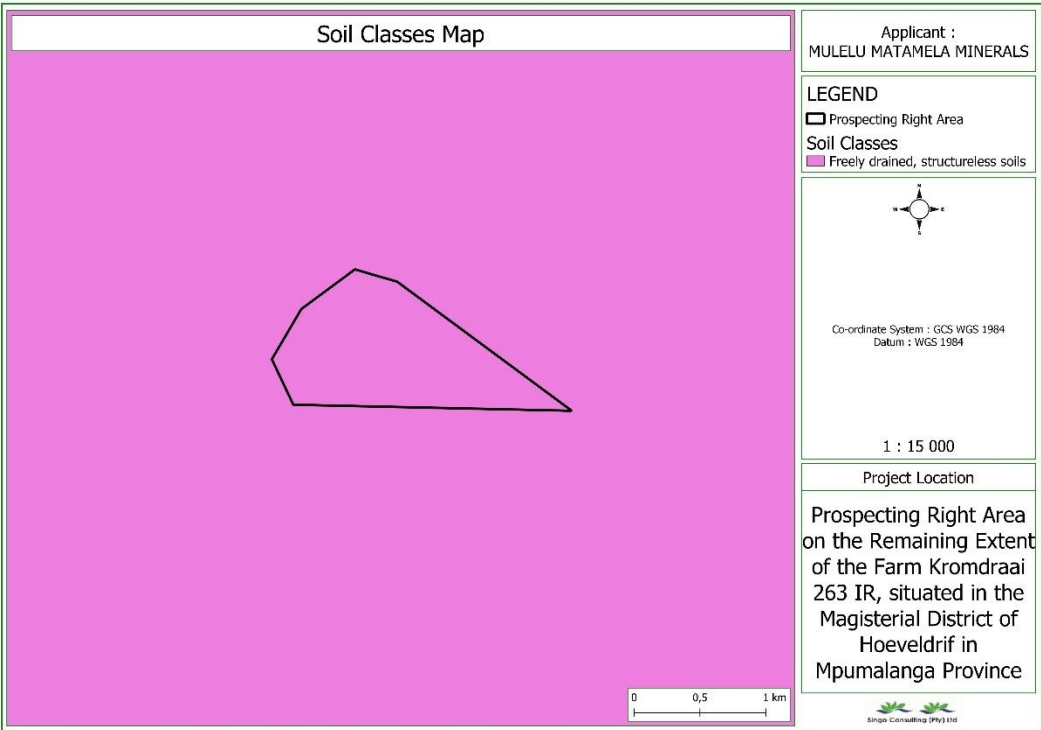 Soil Classes Map
Applicant :
MULELU MATAMELA MINERALS
LEGEND
Prospecting Right Area
Soil Classes
Freely drained, structureless soils
N
W E
S
Co-ordinate System : GCS WGS 1984
Datum : WGS 1984
1 : 15 000
Project Location
Prospecting Right Area
on the Remaining Extent
of the Farm Kromdraai
263 IR, situated in the
Magisterial District of
Hoeveldrif in
Mpumalanga Province
0 0,5 1 km
Singo Consulting (Pty) Ltd